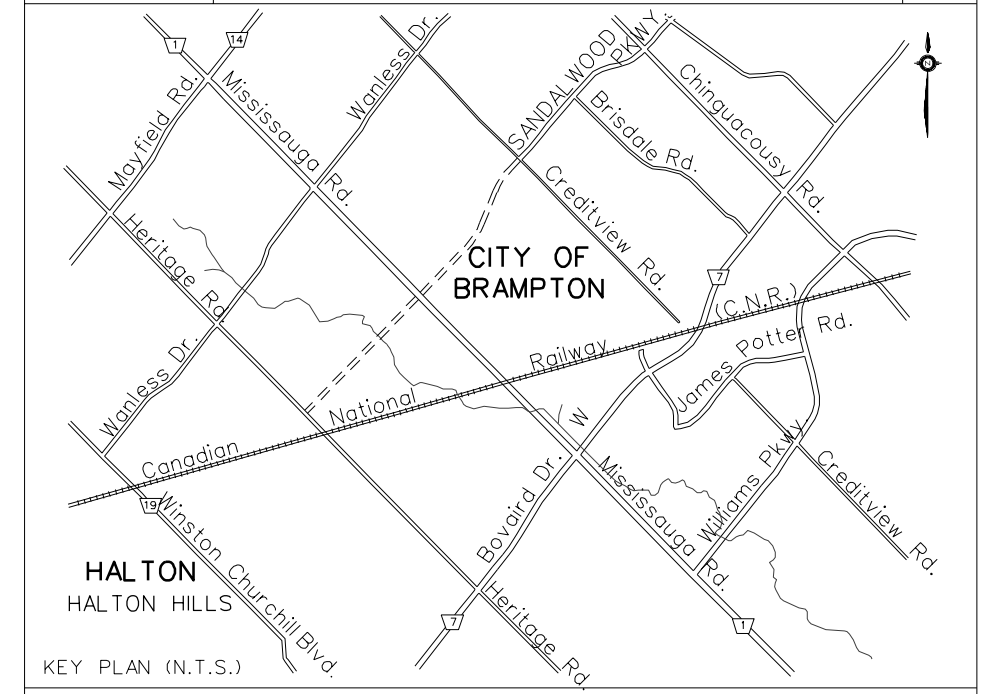 1
14
Mayfield Rd.
Mississauga Rd.
Wanless Dr.
SANDALWOOD PKWY.
Chinguacousy Rd.
Brisdale Rd.
N
Heritage Rd.
Creditview Rd.
CITY OF
BRAMPTON
7
(C.N.R.)
Railway
National
Canadian
James Potter Rd.
Wanless Dr.
Bovaird Dr. W
Mississauga Rd.
Williams Pkwy
Creditview Rd.
19
Winston Churchill Blvd.
HALTON
HALTON HILLS
7
Heritage Rd.
1
KEY PLAN (N.T.S.)